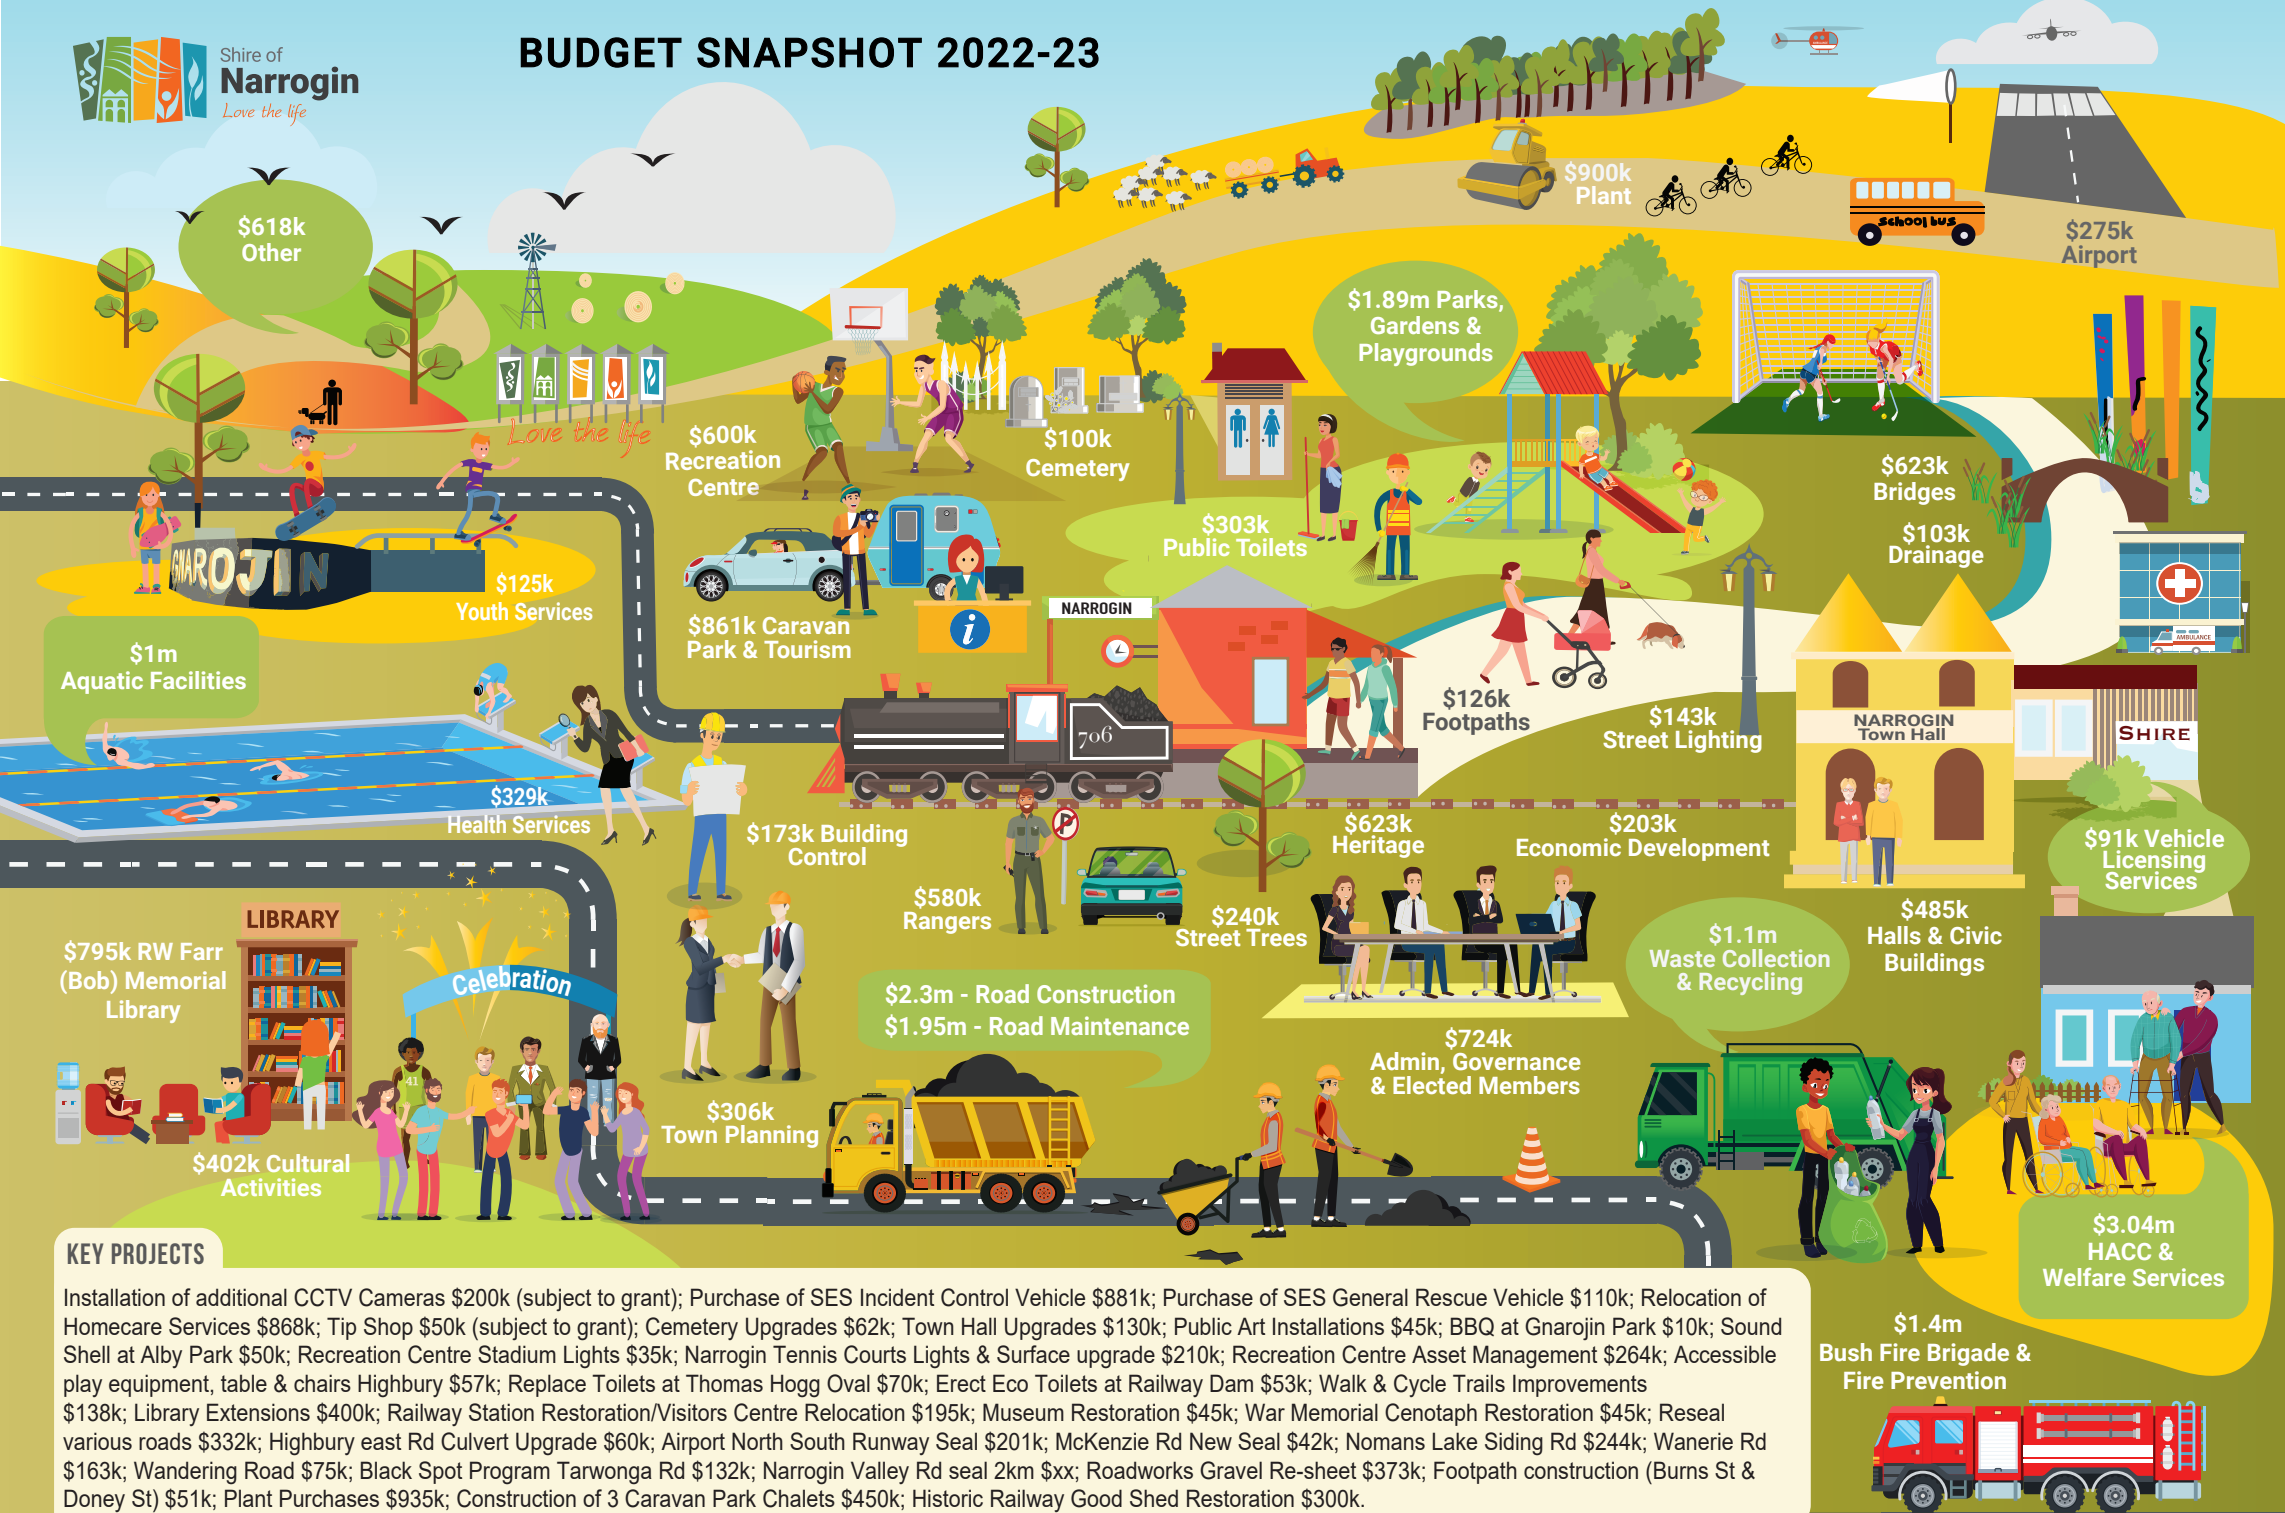 Shire of
Narrogin
Love the life
BUDGET SNAPSHOT 2022-23
$618k
Other
$900k
Plant
school bus
$275k
Airport
$1.89m Parks,
Gardens &
Playgrounds
Love the life
$600k
Recreation
Centre
$100k
Cemetery
$623k
Bridges
$103k
Drainage
$303k
Public Toilets
GNAROJIN
$125k
Youth Services
$861k Caravan
Park & Tourism
i
NARROGIN
AMBULANCE
$1m
Aquatic Facilities
$126k
Footpaths
$143k
Street Lighting
NARROGIN
Town Hall
SHIRE
706
$329k
Health Services
$173k Building
Control
P
$623k
Heritage
$203k
Economic Development
$91k Vehicle
Licensing
Services
$580k
Rangers
$240k
Street Trees
$485k
Halls & Civic
Buildings
LIBRARY
$795k RW Farr
(Bob) Memorial
Library
Celebration
$1.1m
Waste Collection
& Recycling
$2.3m - Road Construction
$1.95m - Road Maintenance
$724k
Admin, Governance
& Elected Members
41
$306k
Town Planning
$402k Cultural
Activities
$3.04m
HACC &
Welfare Services
$1.4m
Bush Fire Brigade &
Fire Prevention
KEY PROJECTS
Installation of additional CCTV Cameras $200k (subject to grant); Purchase of SES Incident Control Vehicle $881k; Purchase of SES General Rescue Vehicle $110k; Relocation of
Homecare Services $868k; Tip Shop $50k (subject to grant); Cemetery Upgrades $62k; Town Hall Upgrades $130k; Public Art Installations $45k; BBQ at Gnarojin Park $10k; Sound
Shell at Alby Park $50k; Recreation Centre Stadium Lights $35k; Narrogin Tennis Courts Lights & Surface upgrade $210k; Recreation Centre Asset Management $264k; Accessible
play equipment, table & chairs Highbury $57k; Replace Toilets at Thomas Hogg Oval $70k; Erect Eco Toilets at Railway Dam $53k; Walk & Cycle Trails Improvements
$138k; Library Extensions $400k; Railway Station Restoration/Visitors Centre Relocation $195k; Museum Restoration $45k; War Memorial Cenotaph Restoration $45k; Reseal
various roads $332k; Highbury east Rd Culvert Upgrade $60k; Airport North South Runway Seal $201k; McKenzie Rd New Seal $42k; Nomans Lake Siding Rd $244k; Wanerie Rd
$163k; Wandering Road $75k; Black Spot Program Tarwonga Rd $132k; Narrogin Valley Rd seal 2km $xx; Roadworks Gravel Re-sheet $373k; Footpath construction (Burns St &
Doney St) $51k; Plant Purchases $935k; Construction of 3 Caravan Park Chalets $450k; Historic Railway Good Shed Restoration $300k.